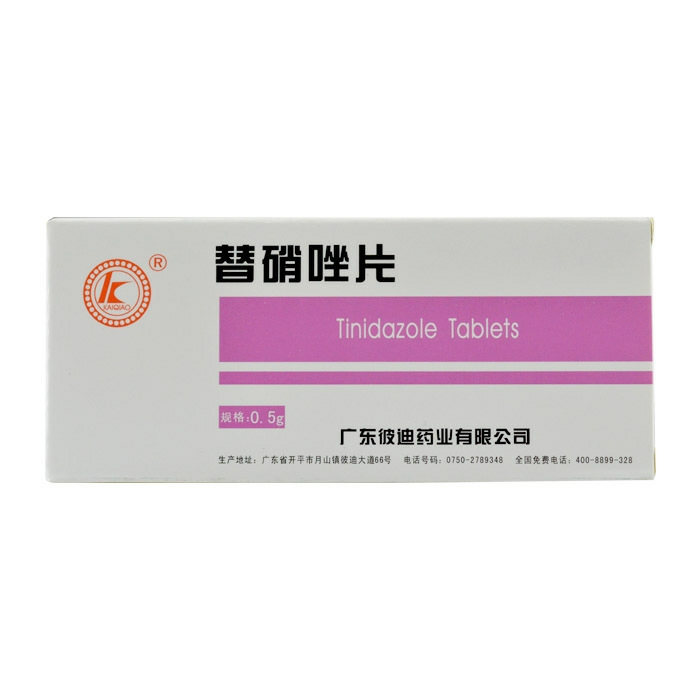 替硝唑片
®
KAIQIAO
Tinidazole Tablets
规格:0.5g
广东彼迪药业有限公司
生产地址: 广东省开平市月山镇彼迪大道66号 电话号码: 0750-2789348 全国免费电话: 400-8899-328